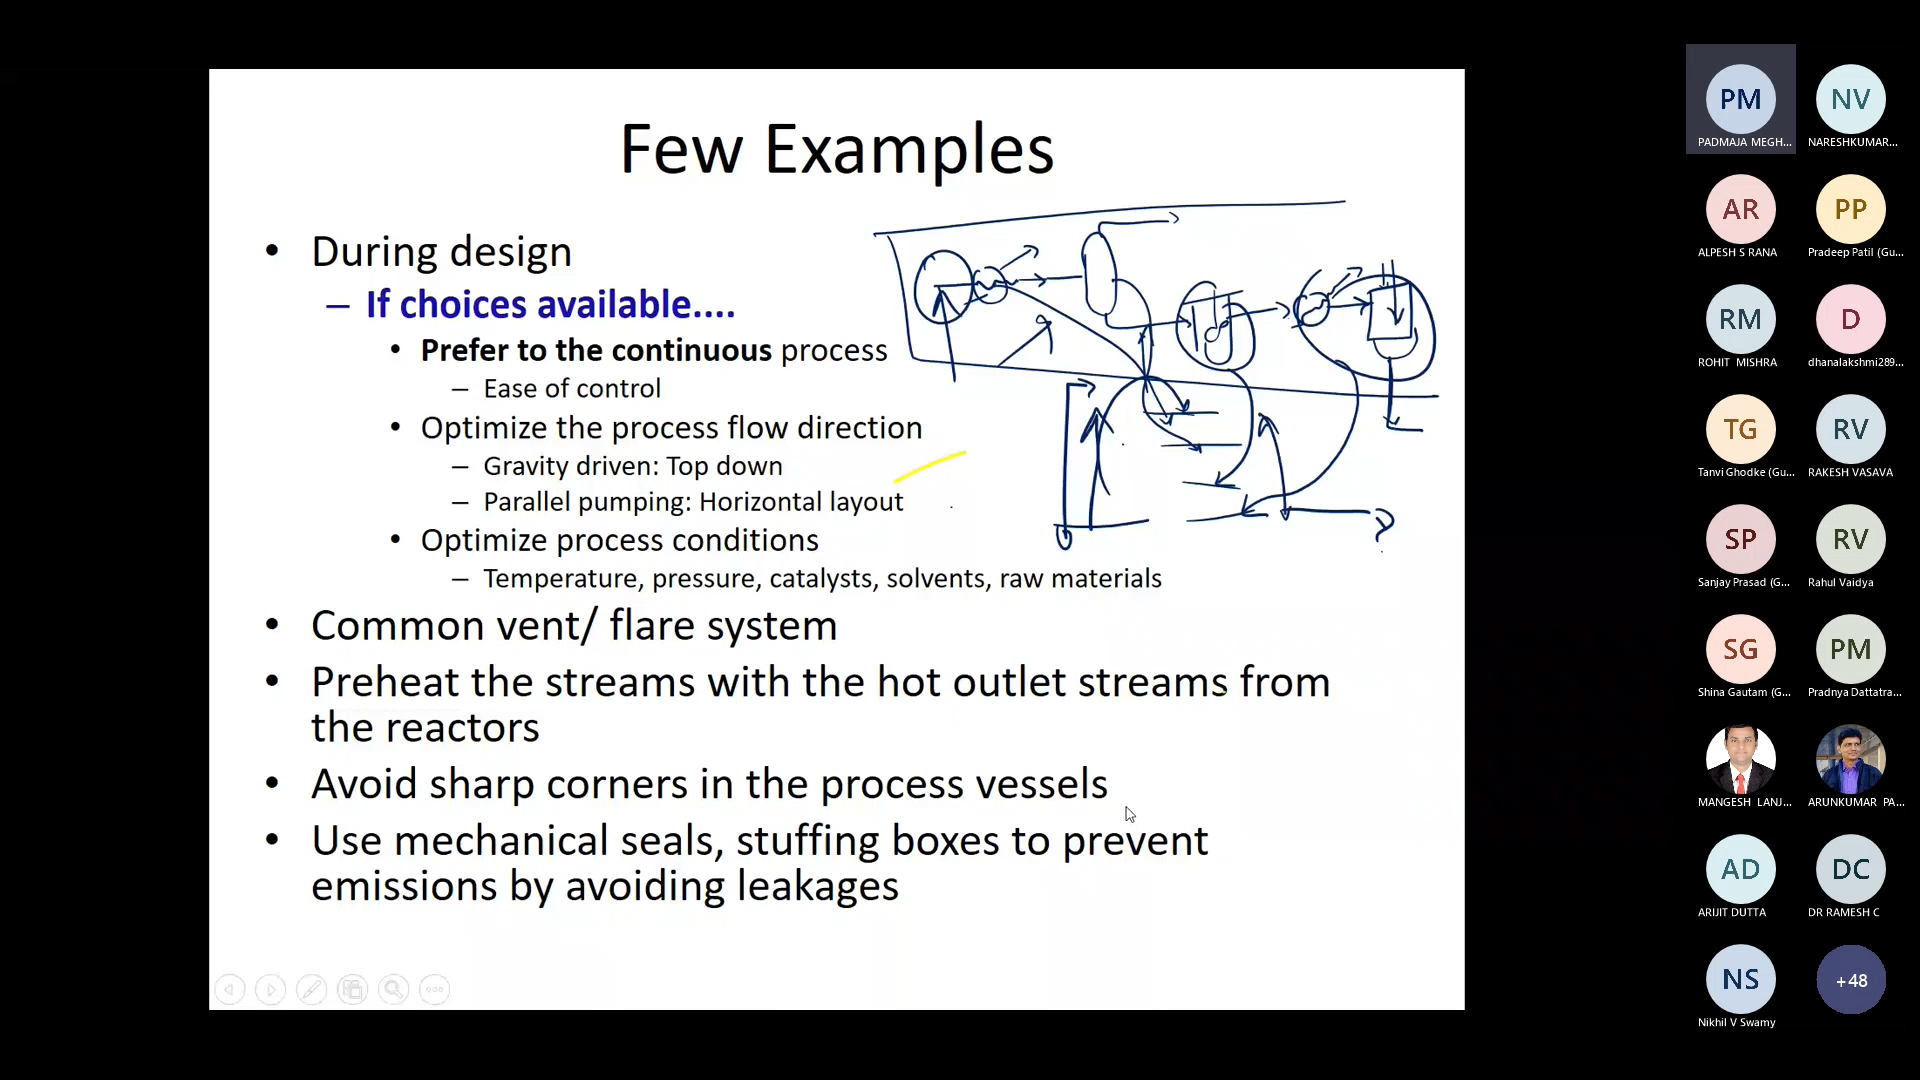 Few Examples
• During design
– If choices available....
• Prefer to the continuous process
– Ease of control
• Optimize the process flow direction
– Gravity driven: Top down
– Parallel pumping: Horizontal layout
• Optimize process conditions
– Temperature, pressure, catalysts, solvents, raw materials
• Common vent/ flare system
• Preheat the streams with the hot outlet streams from
the reactors
• Avoid sharp corners in the process vessels
• Use mechanical seals, stuffing boxes to prevent
emissions by avoiding leakages
PM NV
PADMAJA MEGH... NARESHKUMAR...
AR PP
ALPESH S RANA Pradeep Patil (Gu...
RM D
ROHIT MISHRA dhanalakshmi289...
TG RV
Tanvi Ghodke (Gu... RAKESH VASAVA
SP RV
Sanjay Prasad (G... Rahul Vaidya
SG PM
Shina Gautam (G... Pradnya Dattatra...
MANGESH LANJ... ARUNKUMAR PA...
AD DC
ARIJIT DUTTA DR RAMESH C
NS +48
Nikhil V Swamy